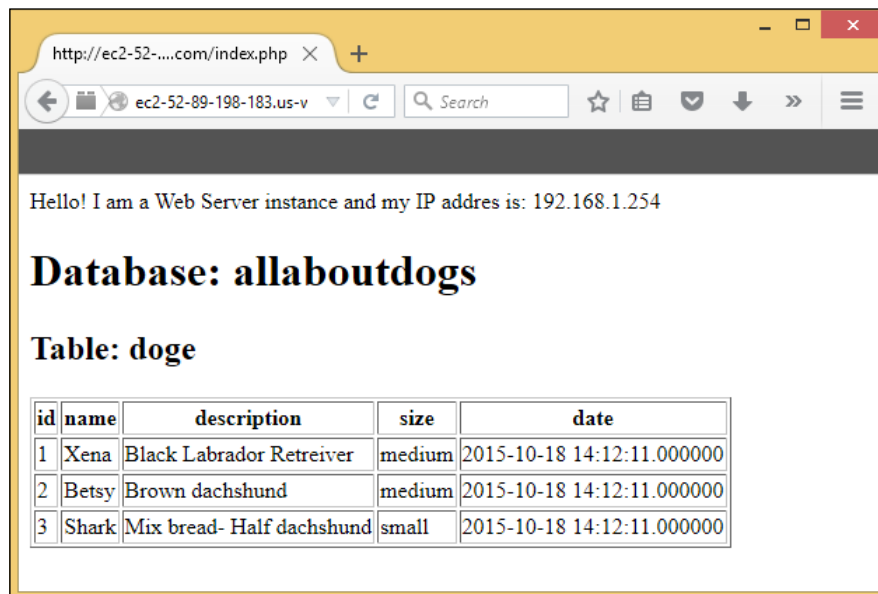 http://ec2-52-....com/index.php
ec2-52-89-198-183.us-v
Search
Hello! I am a Web Server instance and my IP addres is: 192.168.1.254
Database: allaboutdogs
Table: doge
id name description size date
1 Xena Black Labrador Retreiver medium 2015-10-18 14:12:11.000000
2 Betsy Brown dachshund medium 2015-10-18 14:12:11.000000
3 Shark Mix bread- Half dachshund small 2015-10-18 14:12:11.000000